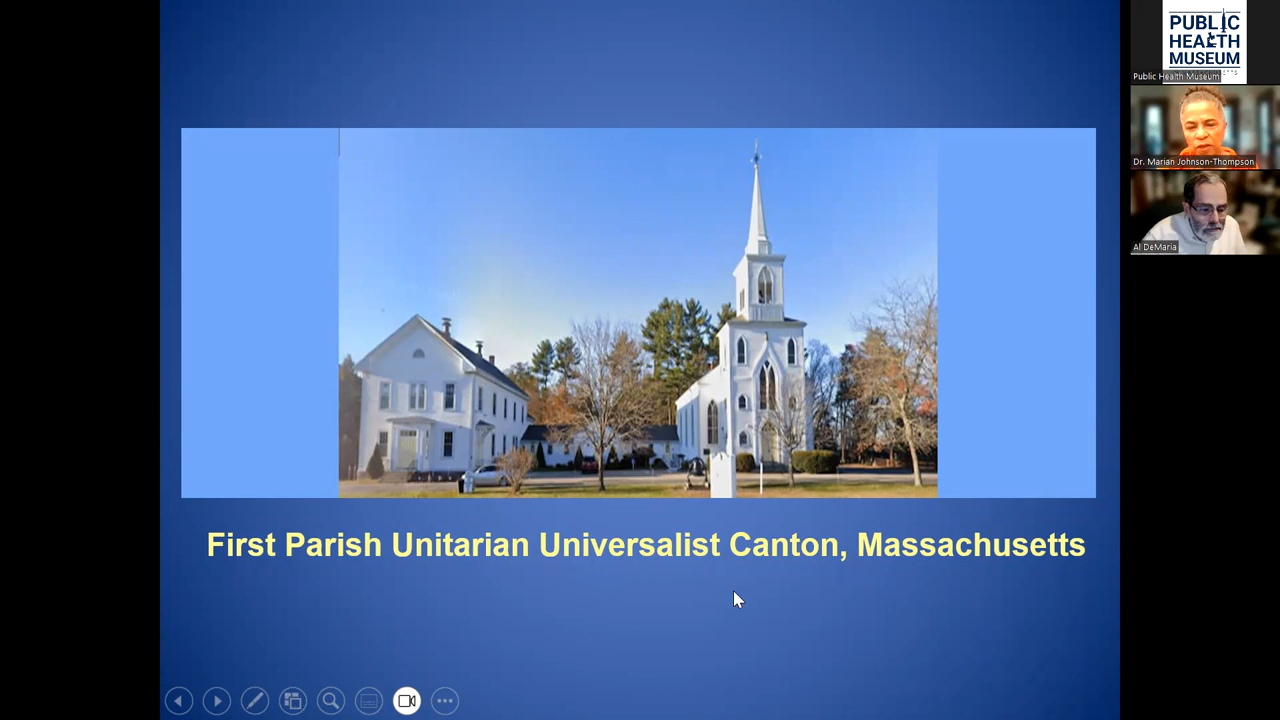 First Parish Unitarian Universalist Canton, Massachusetts
PUBLIC
HEALTH
MUSEUM
Public Health Museum
Dr. Marian Johnson-Thompson
Al DeMaria